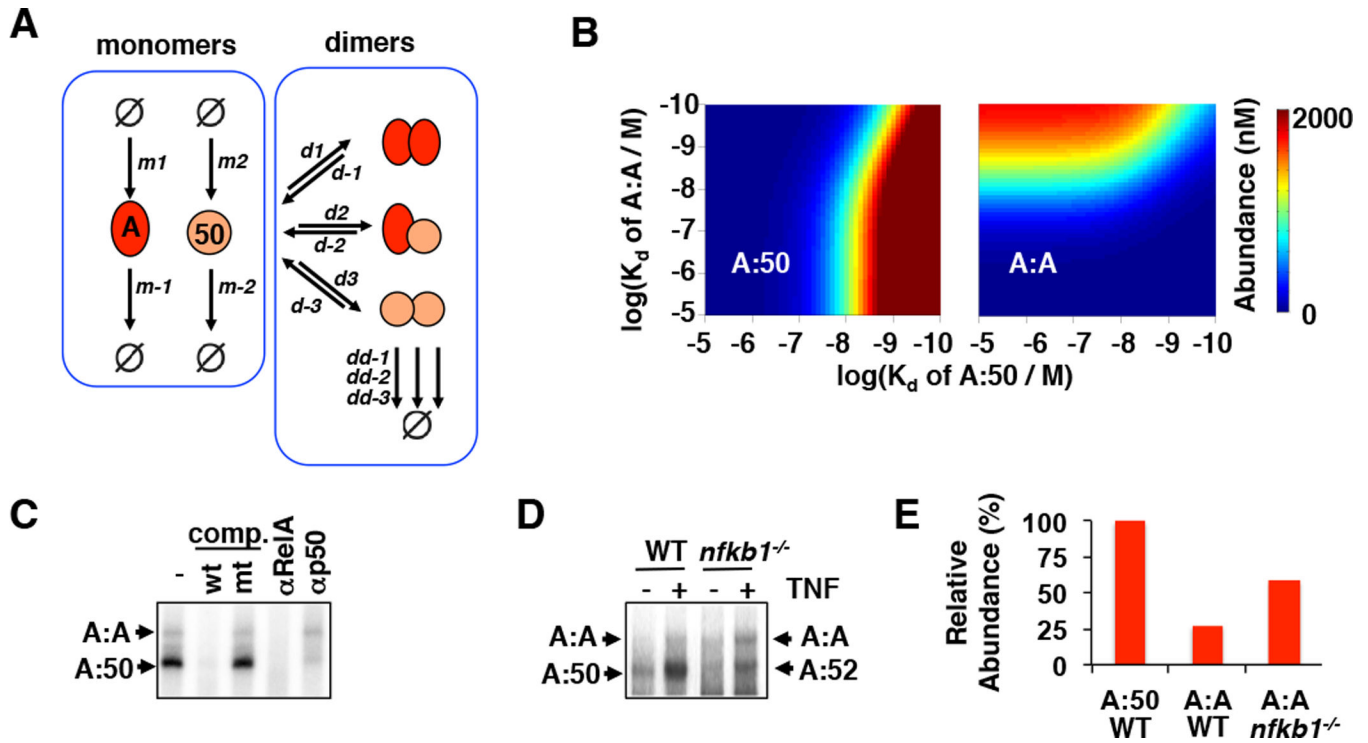 A
monomers
dimers
∅
∅
m1
m2
A
50
m-1
m-2
∅
∅
d1
d-1
d2
d-2
d3
d-3
dd-1
dd-2
dd-3
∅
B
log(Kd of A:A / M)
-10
-9
-8
-7
-6
-5
A:50
A:A
-5 -6 -7 -8 -9 -10
-5 -6 -7 -8 -9 -10
log(Kd of A:50 / M)
Abundance (nM)
2000
0
C
comp.
- wt mt αRelA αp50
A:A
A:50
D
WT nfkb1-/-
- + - + TNF
A:A
A:50
A:A
A:52
E
Relative
Abundance (%)
100
75
50
25
0
A:50 A:A A:A
WT WT nfkb1-/-